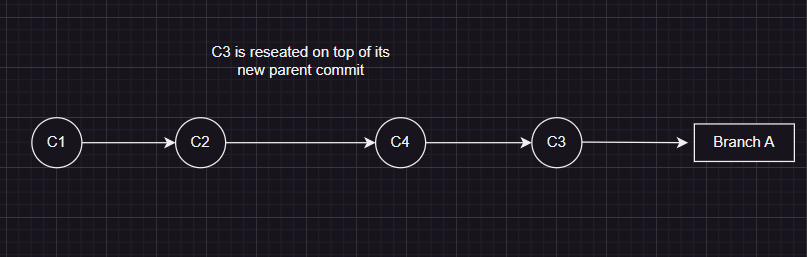 C3 is reseated on top of its
new parent commit
C1
C2
C4
C3
Branch A